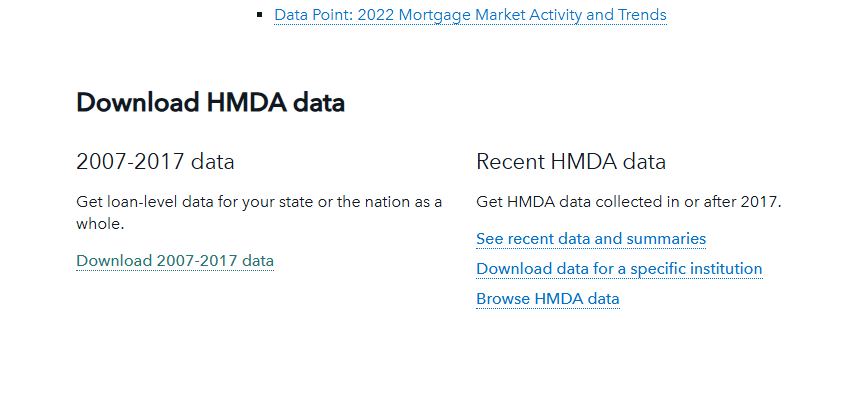 Data Point: 2022 Mortgage Market Activity and Trends
Download HMDA data
2007-2017 data
Get loan-level data for your state or the nation as a
whole.
Download 2007-2017 data
Recent HMDA data
Get HMDA data collected in or after 2017.
See recent data and summaries
Download data for a specific institution
Browse HMDA data